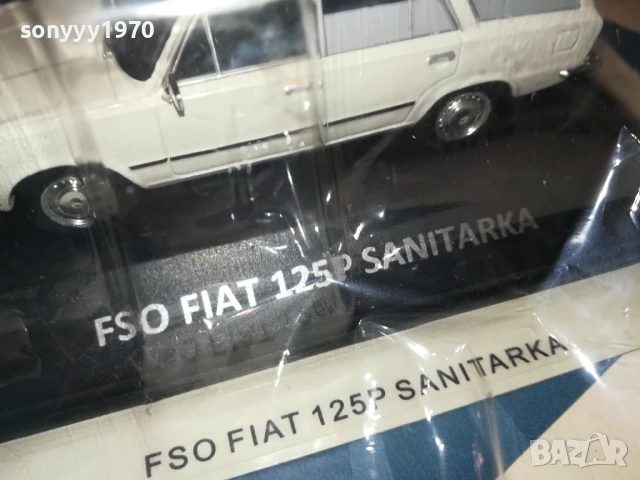 sonyyy1970
FSO FIAT 125P SANITARKA
FSO FIAT 125P SANITARKA
BAZAR